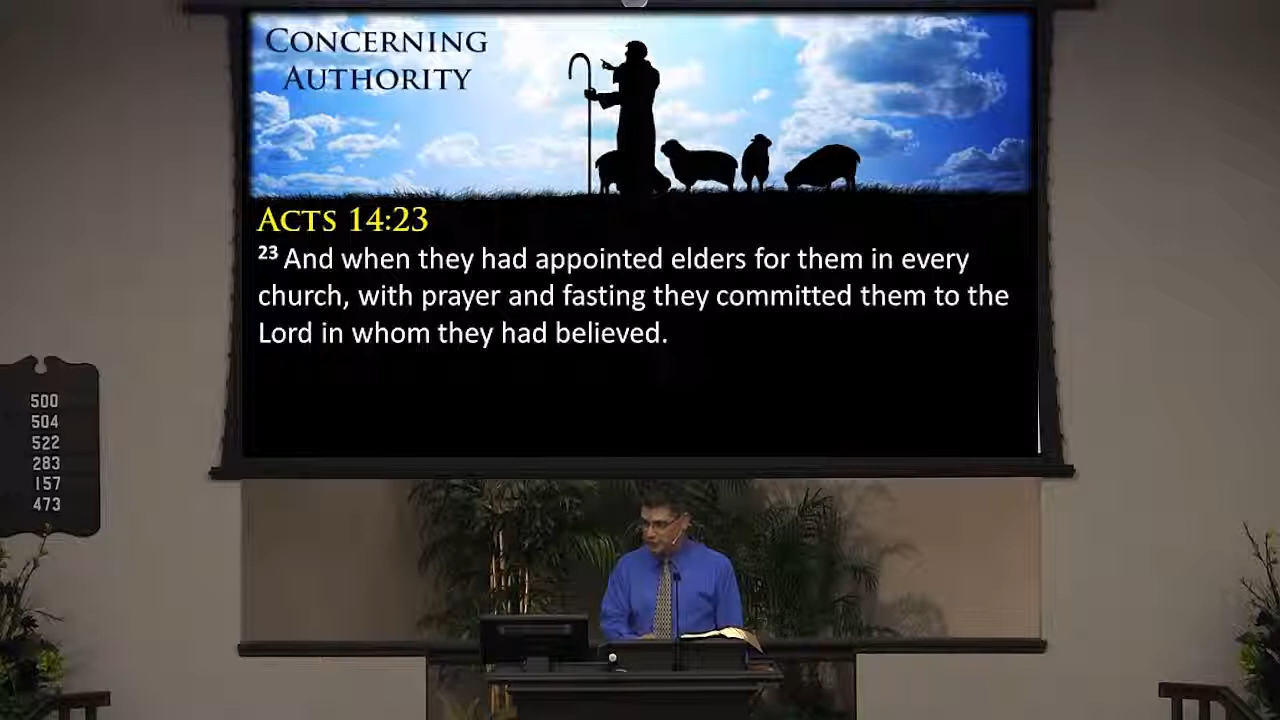 CONCERNING
AUTHORITY
ACTS 14:23
23 And when they had appointed elders for them in every
church, with prayer and fasting they committed them to the
Lord in whom they had believed.
500
504
522
283
157
473